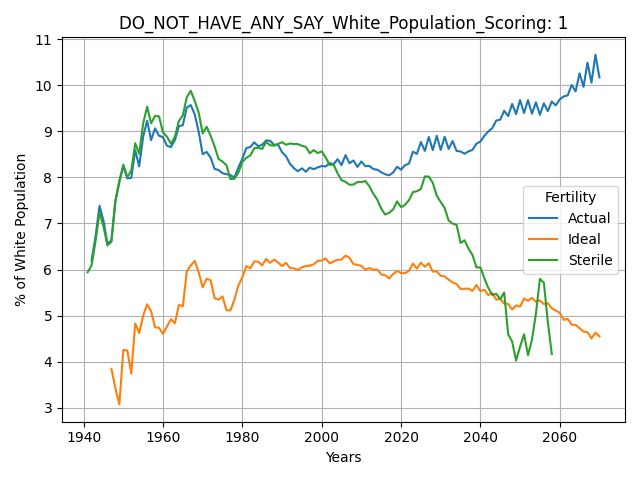 DO_NOT_HAVE_ANY_SAY_White_Population_Scoring: 1
11
10
9
8
7
6
5
4
3
% of White Population
Fertility
Actual
Ideal
Sterile
1940 1960 1980 2000 2020 2040 2060
Years